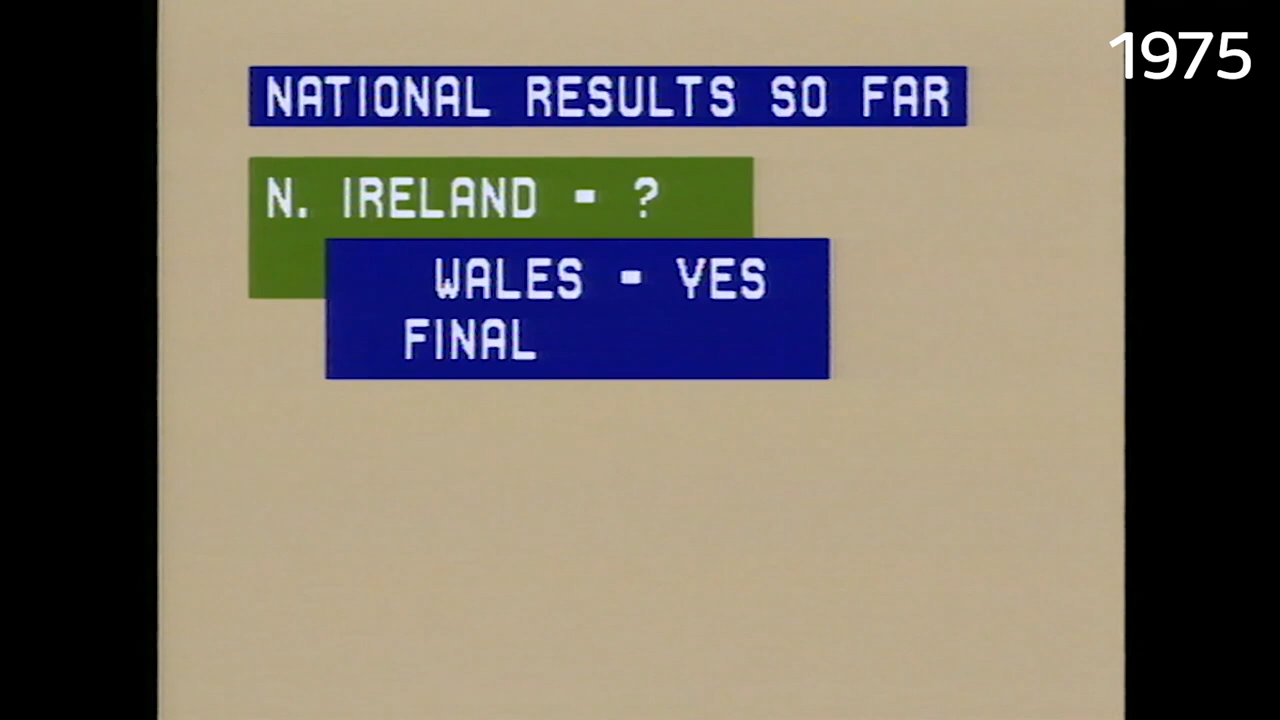 1975
NATIONAL RESULTS SO FAR
N. IRELAND - ?
WALES - YES
FINAL